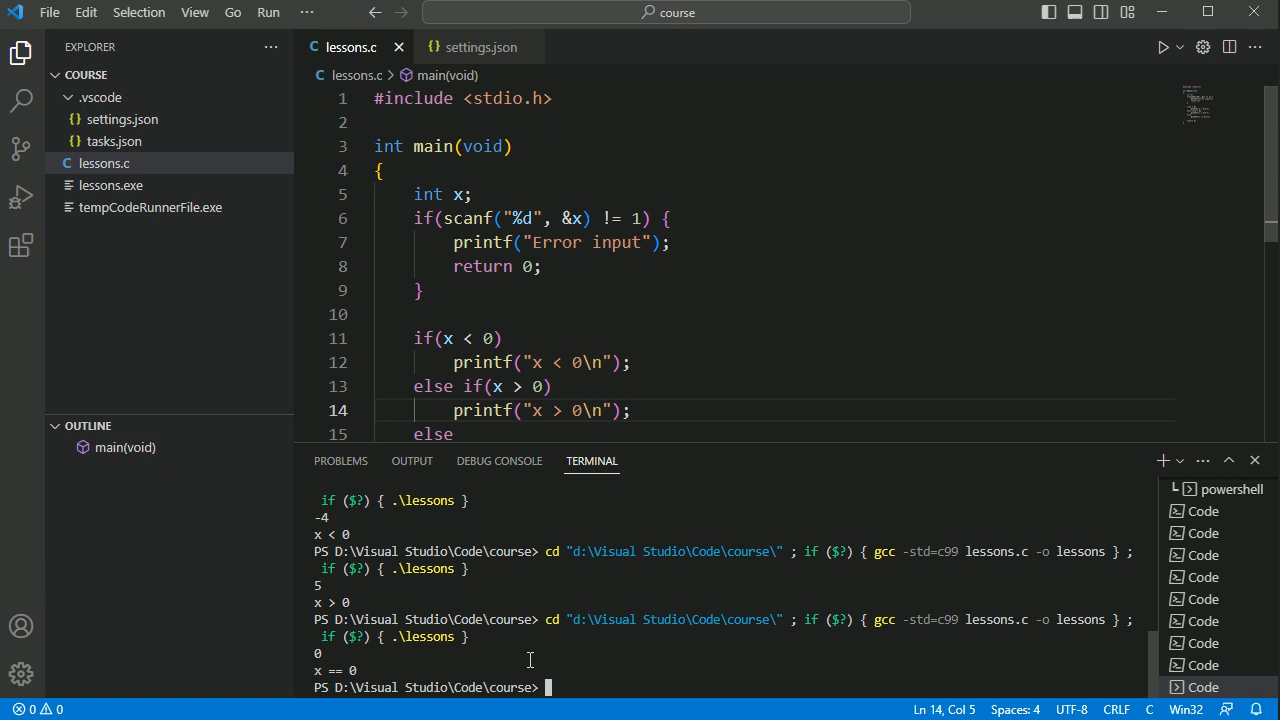 File Edit Selection View Go Run ··· course
EXPLORER ···
COURSE
.vscode
{} settings.json
{} tasks.json
C lessons.c
lessons.exe
tempCodeRunnerFile.exe
OUTLINE
main(void)
C lessons.c {} settings.json
C lessons.c > main(void)
1 #include <stdio.h>
2
3 int main(void)
4 {
5 int x;
6 if(scanf("%d", &x) != 1) {
7 printf("Error input");
8 return 0;
9 }
10
11 if(x < 0)
12 printf("x < 0\n");
13 else if(x > 0)
14 printf("x > 0\n");
15 else
PROBLEMS OUTPUT DEBUG CONSOLE TERMINAL
if ($?) { .\lessons }
-4
x < 0
PS D:\Visual Studio\Code\course> cd "d:\Visual Studio\Code\course\" ; if ($?) { gcc -std=c99 lessons.c -o lessons } ;
if ($?) { .\lessons }
5
x > 0
PS D:\Visual Studio\Code\course> cd "d:\Visual Studio\Code\course\" ; if ($?) { gcc -std=c99 lessons.c -o lessons } ;
if ($?) { .\lessons }
0
x == 0
PS D:\Visual Studio\Code\course>
powershell
Code
Code
Code
Code
Code
Code
Code
Code
Code
0 0 Ln 14, Col 5 Spaces: 4 UTF-8 CRLF C Win32